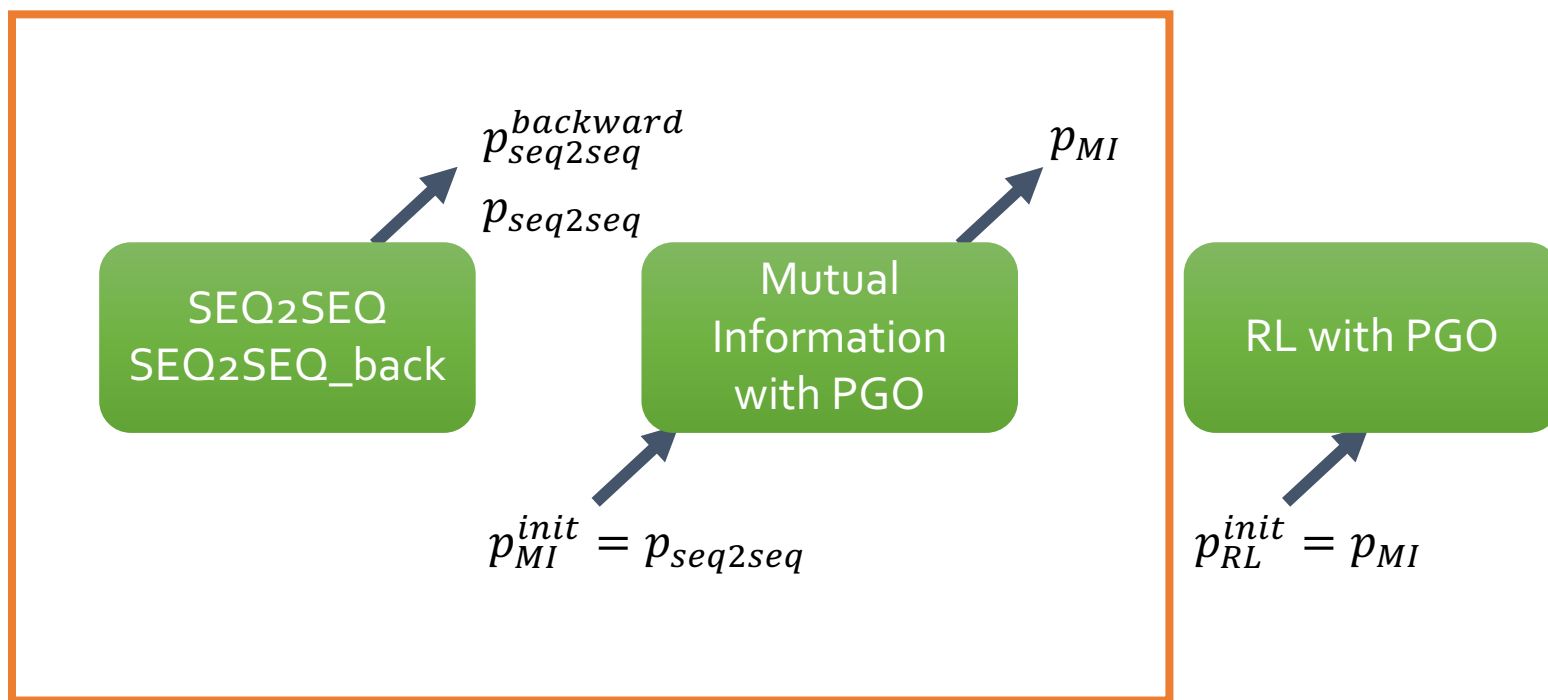 $p_{seq2seq}^{backward}$
$p_{seq2seq}$
$p_{MI}$
SEQ2SEQ
SEQ2SEQ_back
Mutual
Information
with PGO
RL with PGO
$p_{MI}^{init} = p_{seq2seq}$
$p_{RL}^{init} = p_{MI}$